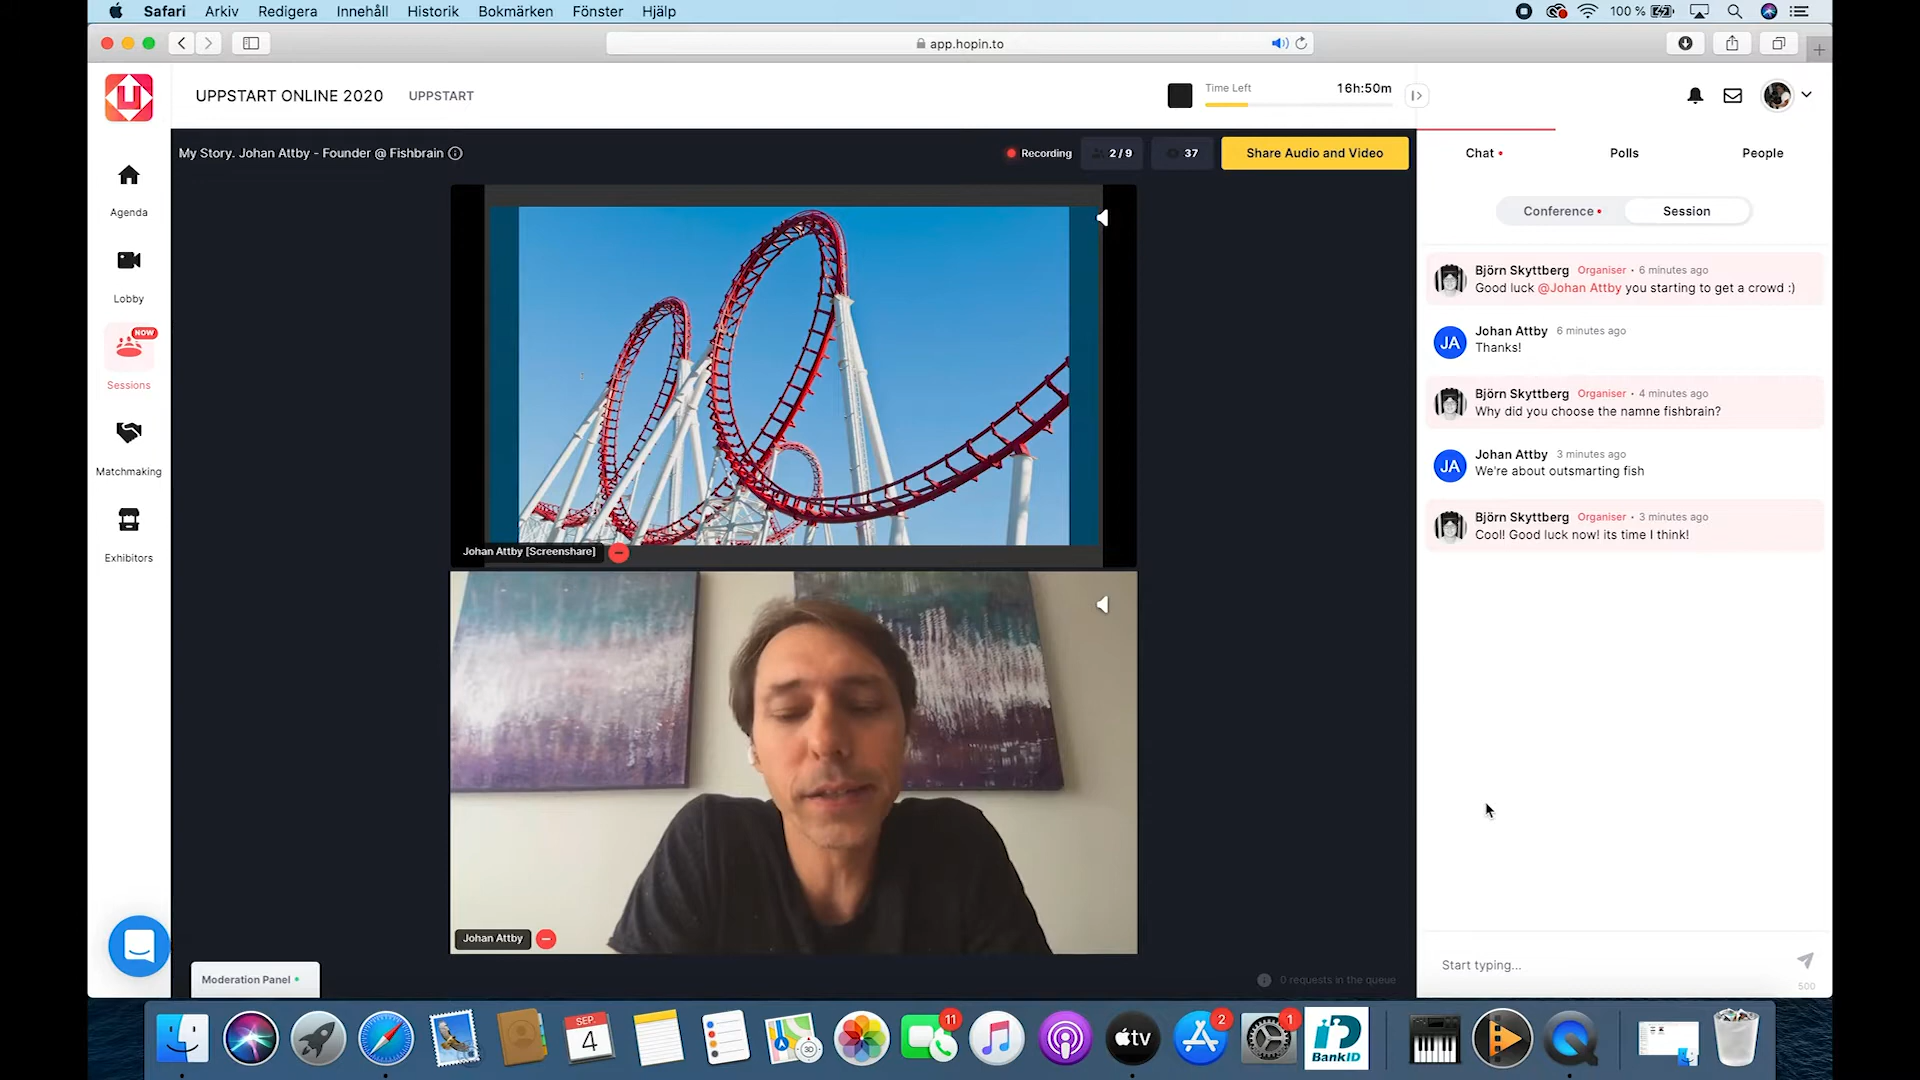 Safari Arkiv Redigera Innehåll Historik Bokmärken Fönster Hjälp
100 %
app.hopin.to
UPPSTART ONLINE 2020 UPPSTART
Time Left 16h:50m
My Story. Johan Attby - Founder @ Fishbrain
Recording 2 / 9 37 Share Audio and Video
Agenda
Lobby
NOW
Sessions
Matchmaking
Exhibitors
Johan Attby [Screenshare]
Johan Attby
Moderation Panel
0 requests in the queue
Chat Polls People
Conference Session
Björn Skyttberg Organiser • 6 minutes ago
Good luck @Johan Attby you starting to get a crowd :)
JA
Johan Attby 6 minutes ago
Thanks!
Björn Skyttberg Organiser • 4 minutes ago
Why did you choose the namne fishbrain?
JA
Johan Attby 3 minutes ago
We're about outsmarting fish
Björn Skyttberg Organiser • 3 minutes ago
Cool! Good luck now! its time I think!
Start typing...
500
SEP.
4
30
11
tv
2
1
BankID